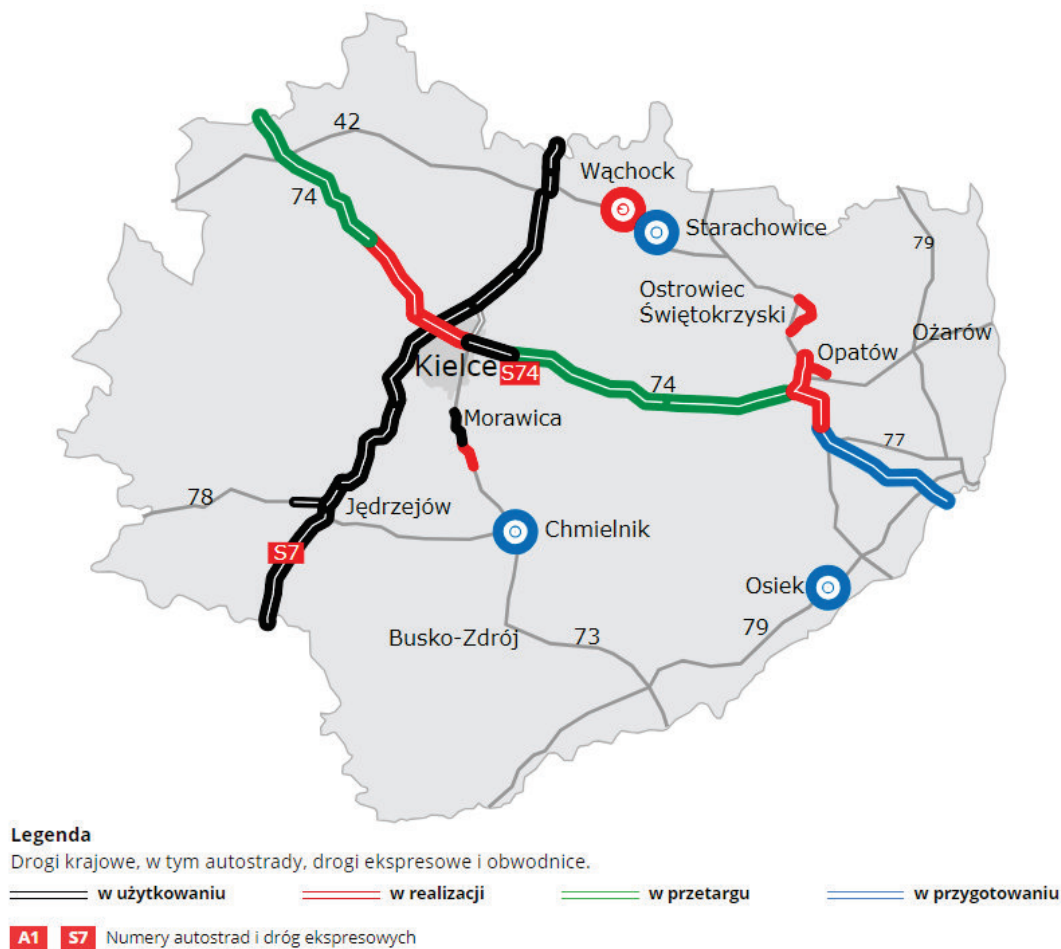 42
Wąchock
74
Starachowice
79
Ostrowiec
Świętokrzyski
Ożarów
Opatów
Kielce
S74
74
Morawica
77
78
Jędrzejów
Chmielnik
S7
Osiek
79
Busko-Zdrój
73
Legenda
Drogi krajowe, w tym autostrady, drogi ekspresowe i obwodnice.
w użytkowaniu
w realizacji
w przetargu
w przygotowaniu
A1 S7 Numery autostrad i dróg ekspresowych